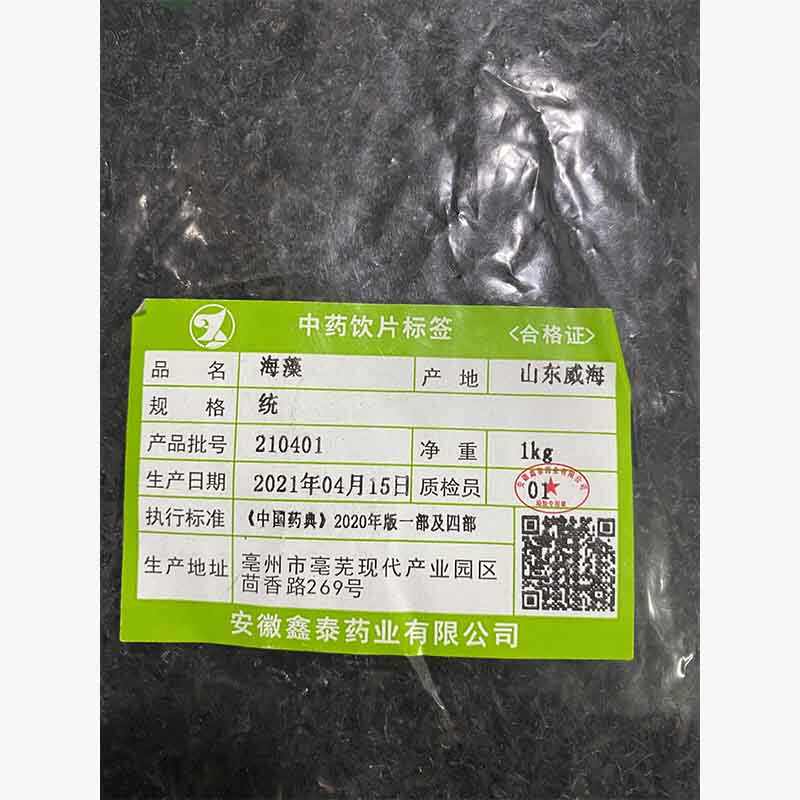 中药饮片标签 <合格证>
品名 海藻 产地 山东威海
规格 统
产品批号 210401 净重 1kg
生产日期 2021年04月15日 质检员 01
执行标准 《中国药典》2020年版一部及四部
生产地址 亳州市亳芜现代产业园区
茴香路269号
安徽鑫泰药业有限公司